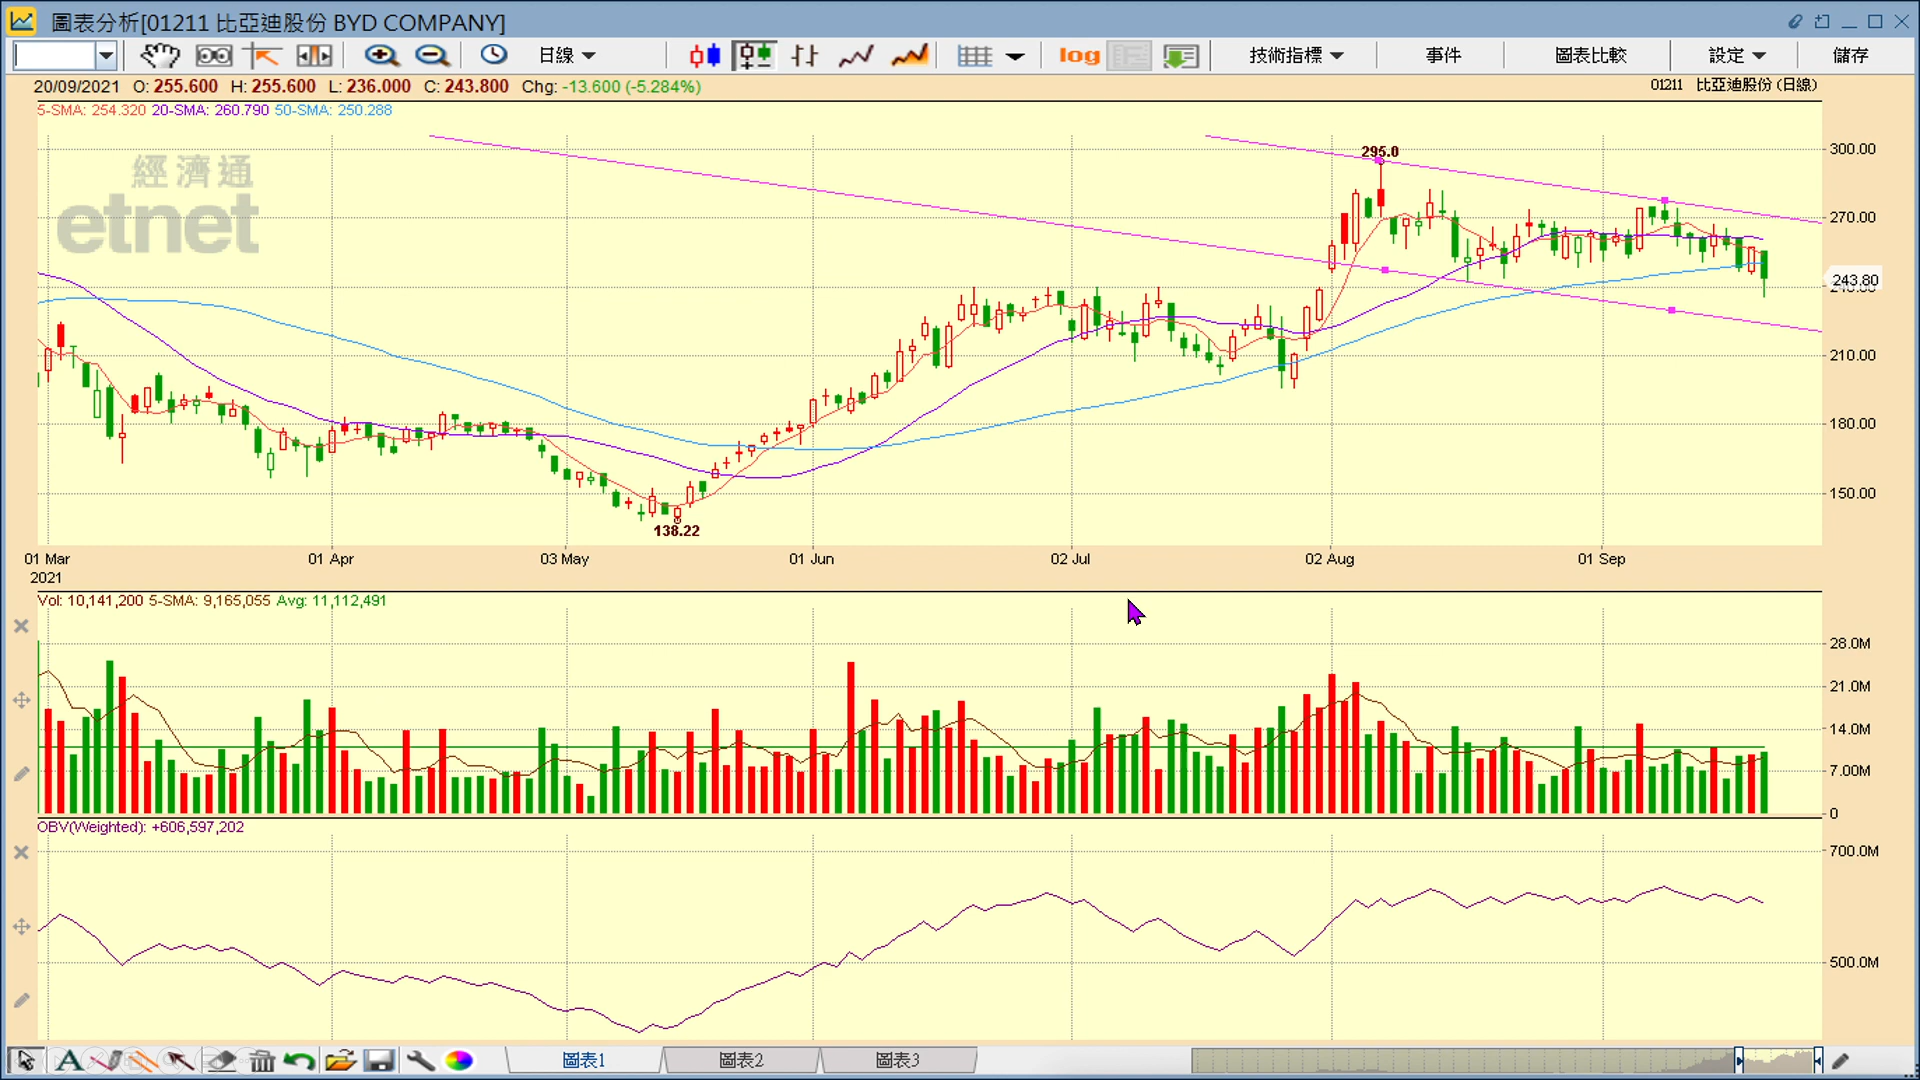 圖表分析[01211 比亞迪股份 BYD COMPANY]
日線
log
技術指標
事件
圖表比較
設定
儲存
20/09/2021 O: 255.600 H: 255.600 L: 236.000 C: 243.800 Chg: -13.600 (-5.284%)
01211 比亞迪股份 (日線)
5-SMA: 254.320 20-SMA: 260.790 50-SMA: 250.288
經濟通
etnet
295.0
138.22
300.00
270.00
243.80
210.00
180.00
150.00
01 Mar
01 Apr
03 May
01 Jun
02 Jul
02 Aug
01 Sep
2021
Vol: 10,141,200 5-SMA: 9,165,055 Avg: 11,112,491
28.0M
21.0M
14.0M
7.00M
0
OBV(Weighted): +606,597,202
700.0M
500.0M
A
圖表1
圖表2
圖表3